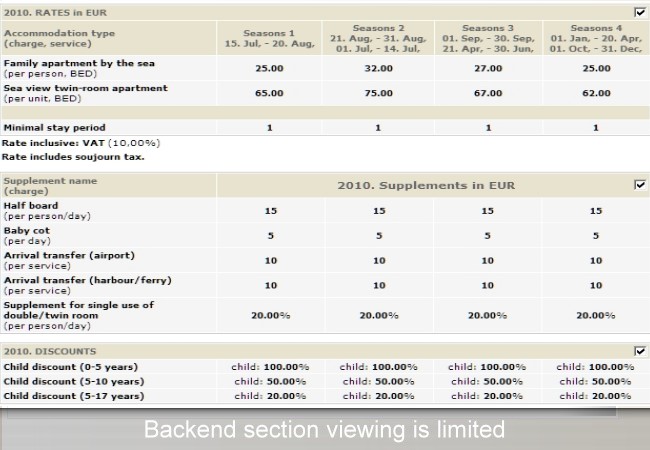 2010. RATES in EUR
Accommodation type
(charge, service)
Seasons 1
15. Jul, - 20. Aug,
Seasons 2
21. Aug, - 31. Aug,
01. Jul, - 14. Jul,
Seasons 3
01. Sep, - 30. Sep,
21. Apr, - 30. Jun,
Seasons 4
01. Jan, - 20. Apr,
01. Oct, - 31. Dec,
Family apartment by the sea
(per person, BED)
25.00 32.00 27.00 25.00
Sea view twin-room apartment
(per unit, BED)
65.00 75.00 67.00 62.00
Minimal stay period 1 1 1 1
Rate inclusive: VAT (10,00%)
Rate includes soujourn tax.
Supplement name
(charge)
2010. Supplements in EUR
Half board
(per person/day)
15 15 15 15
Baby cot
(per day)
5 5 5 5
Arrival transfer (airport)
(per service)
10 10 10 10
Arrival transfer (harbour/ferry)
(per service)
10 10 10 10
Supplement for single use of
double/twin room
(per person/day)
20.00% 20.00% 20.00% 20.00%
2010. DISCOUNTS
Child discount (0-5 years) child: 100.00% child: 100.00% child: 100.00% child: 100.00%
Child discount (5-10 years) child: 50.00% child: 50.00% child: 50.00% child: 50.00%
Child discount (5-17 years) child: 20.00% child: 20.00% child: 20.00% child: 20.00%
Backend section viewing is limited